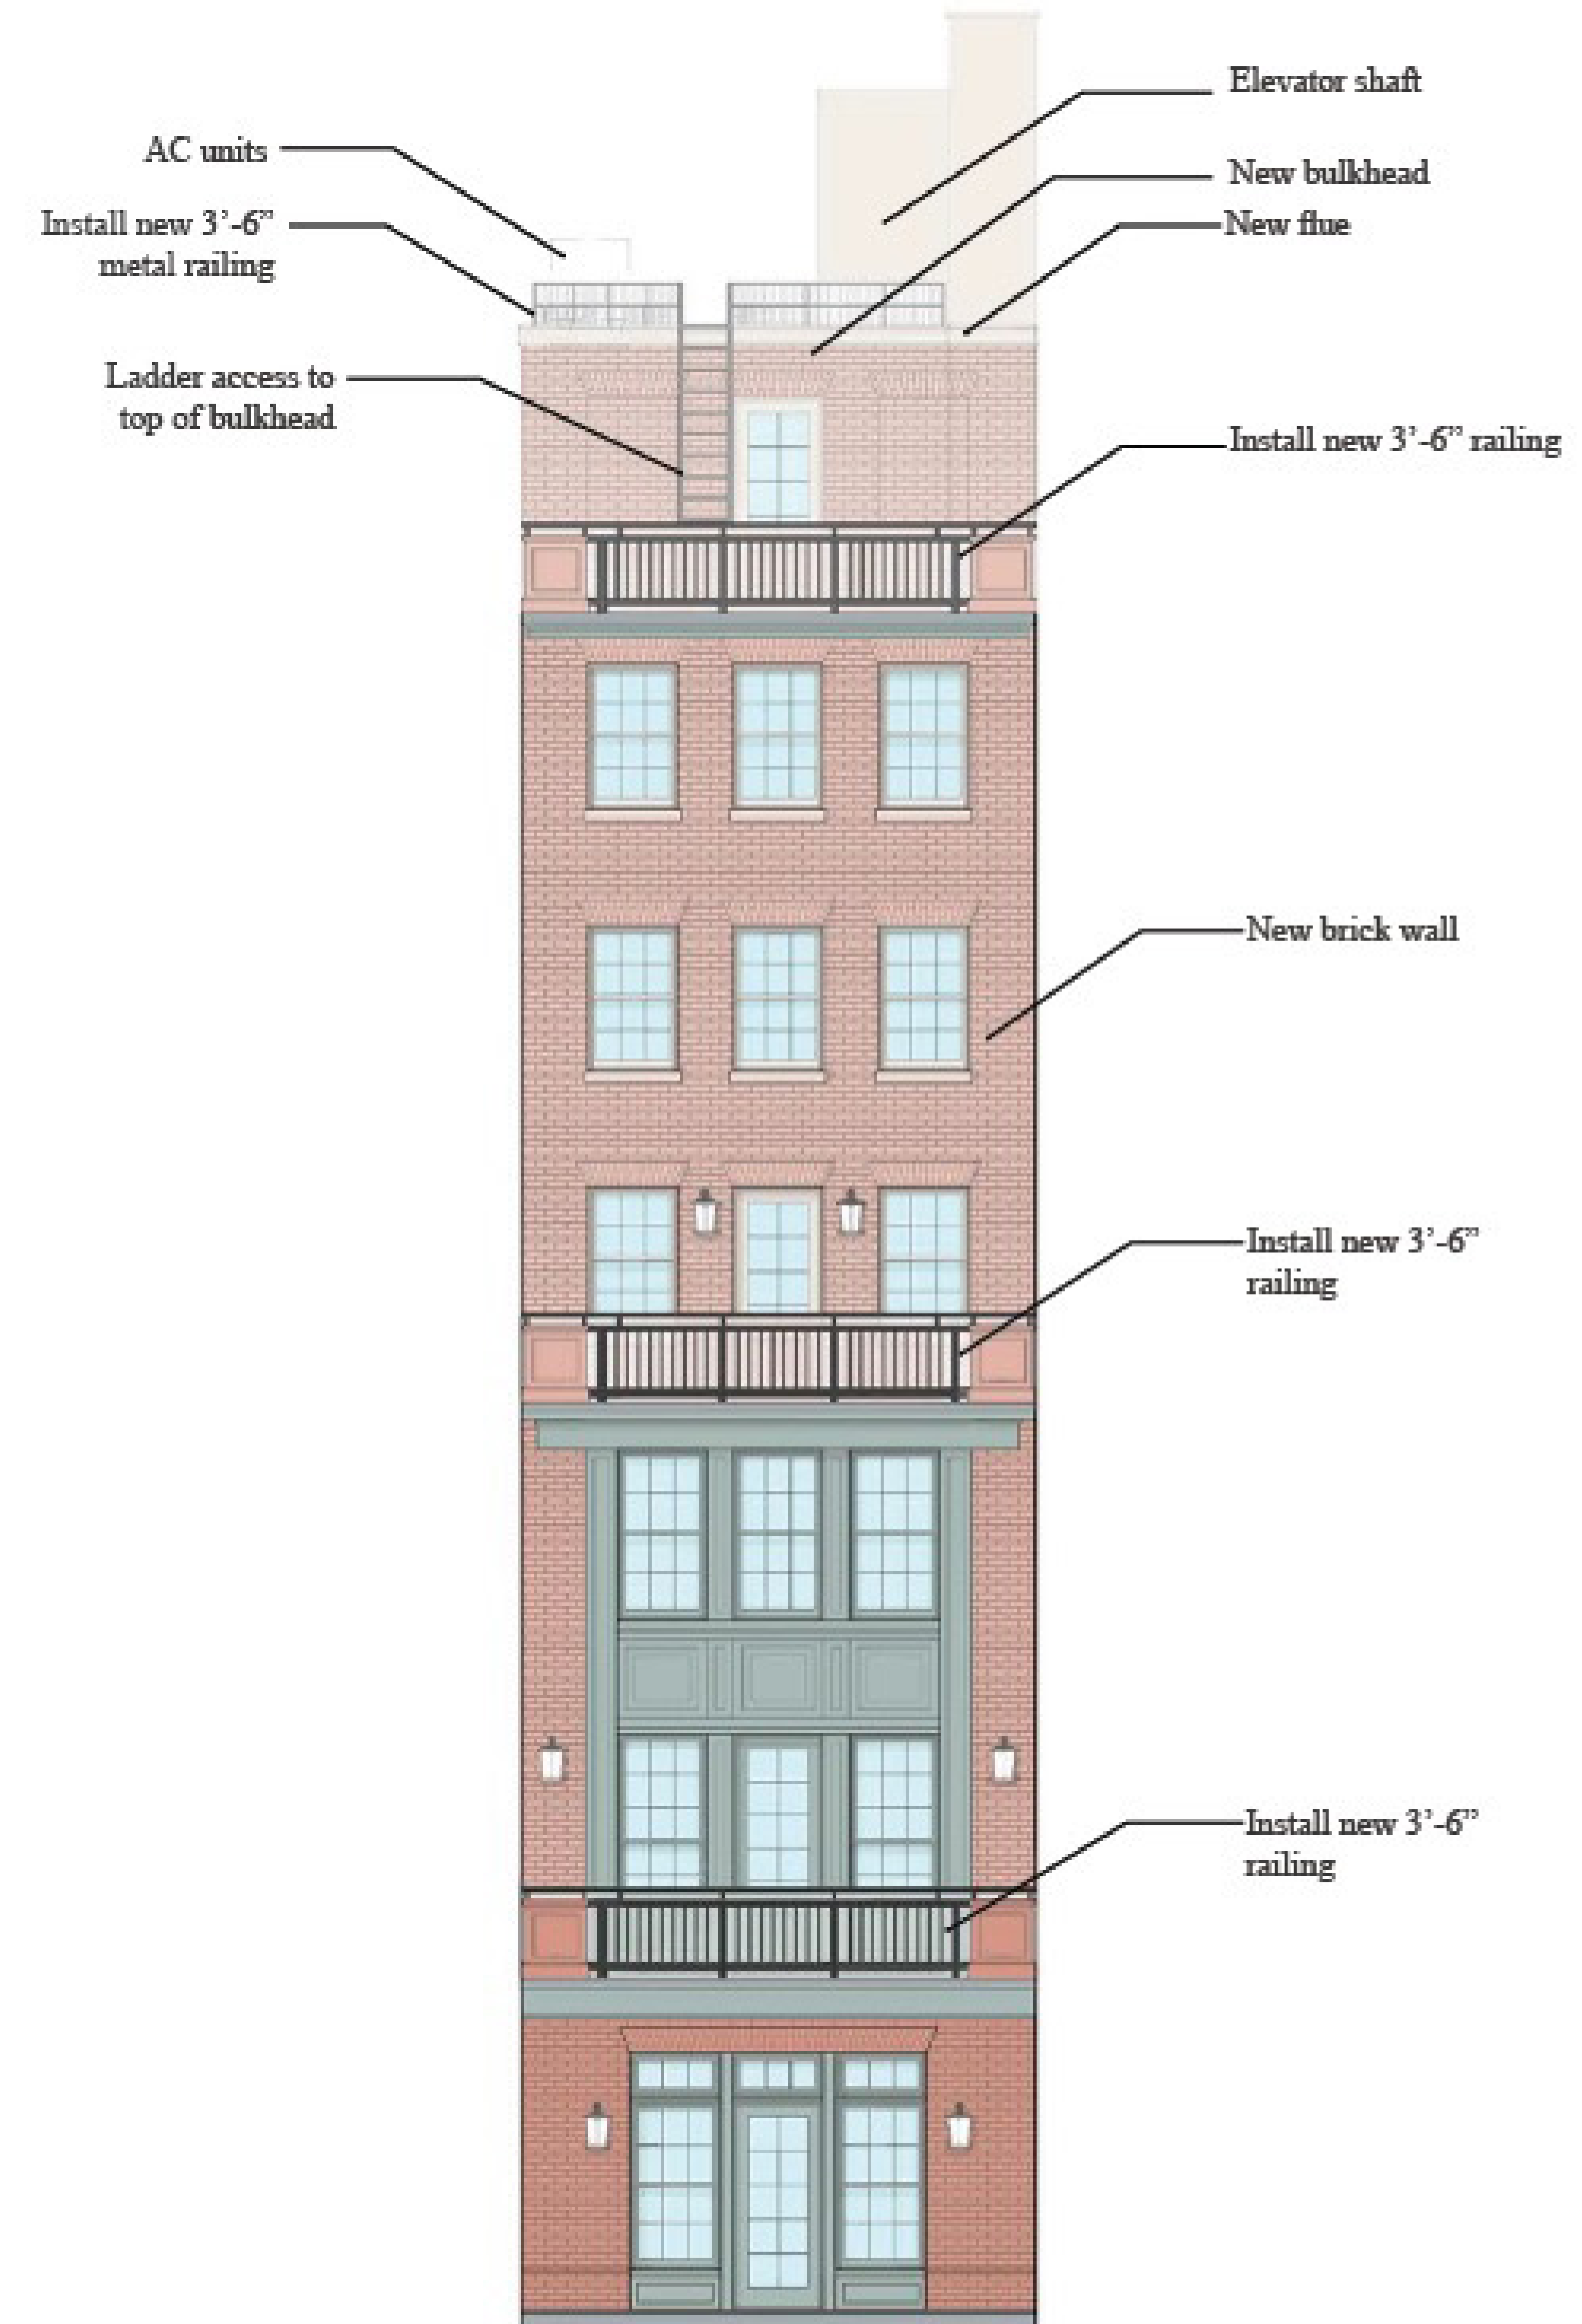 Elevator shaft
AC units
New bulkhead
Install new 3’-6”
metal railing
New flue
Ladder access to
top of bulkhead
Install new 3’-6” railing
New brick wall
Install new 3’-6”
railing
Install new 3’-6”
railing